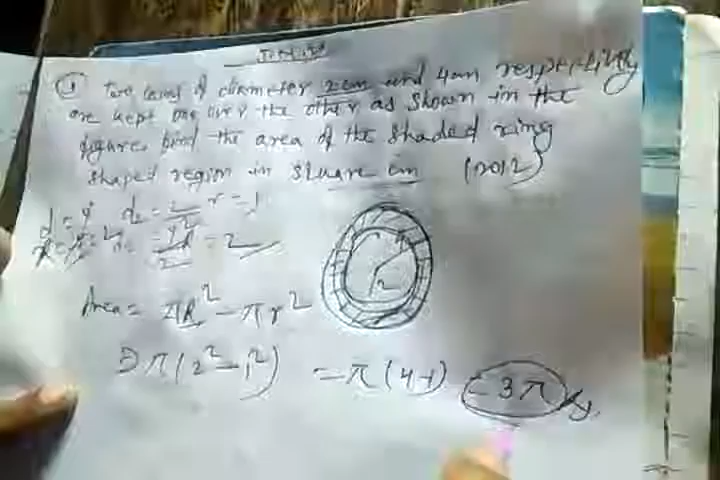 ① Two coins of diameter 2cm and 4cm respectively
are kept one over the other as shown in the
figure, find the area of the shaded ring
shaped region in square cm (2012)
Area = πR² - πr²
⇒ π(2² - 1²) = π(4-1) = 3π